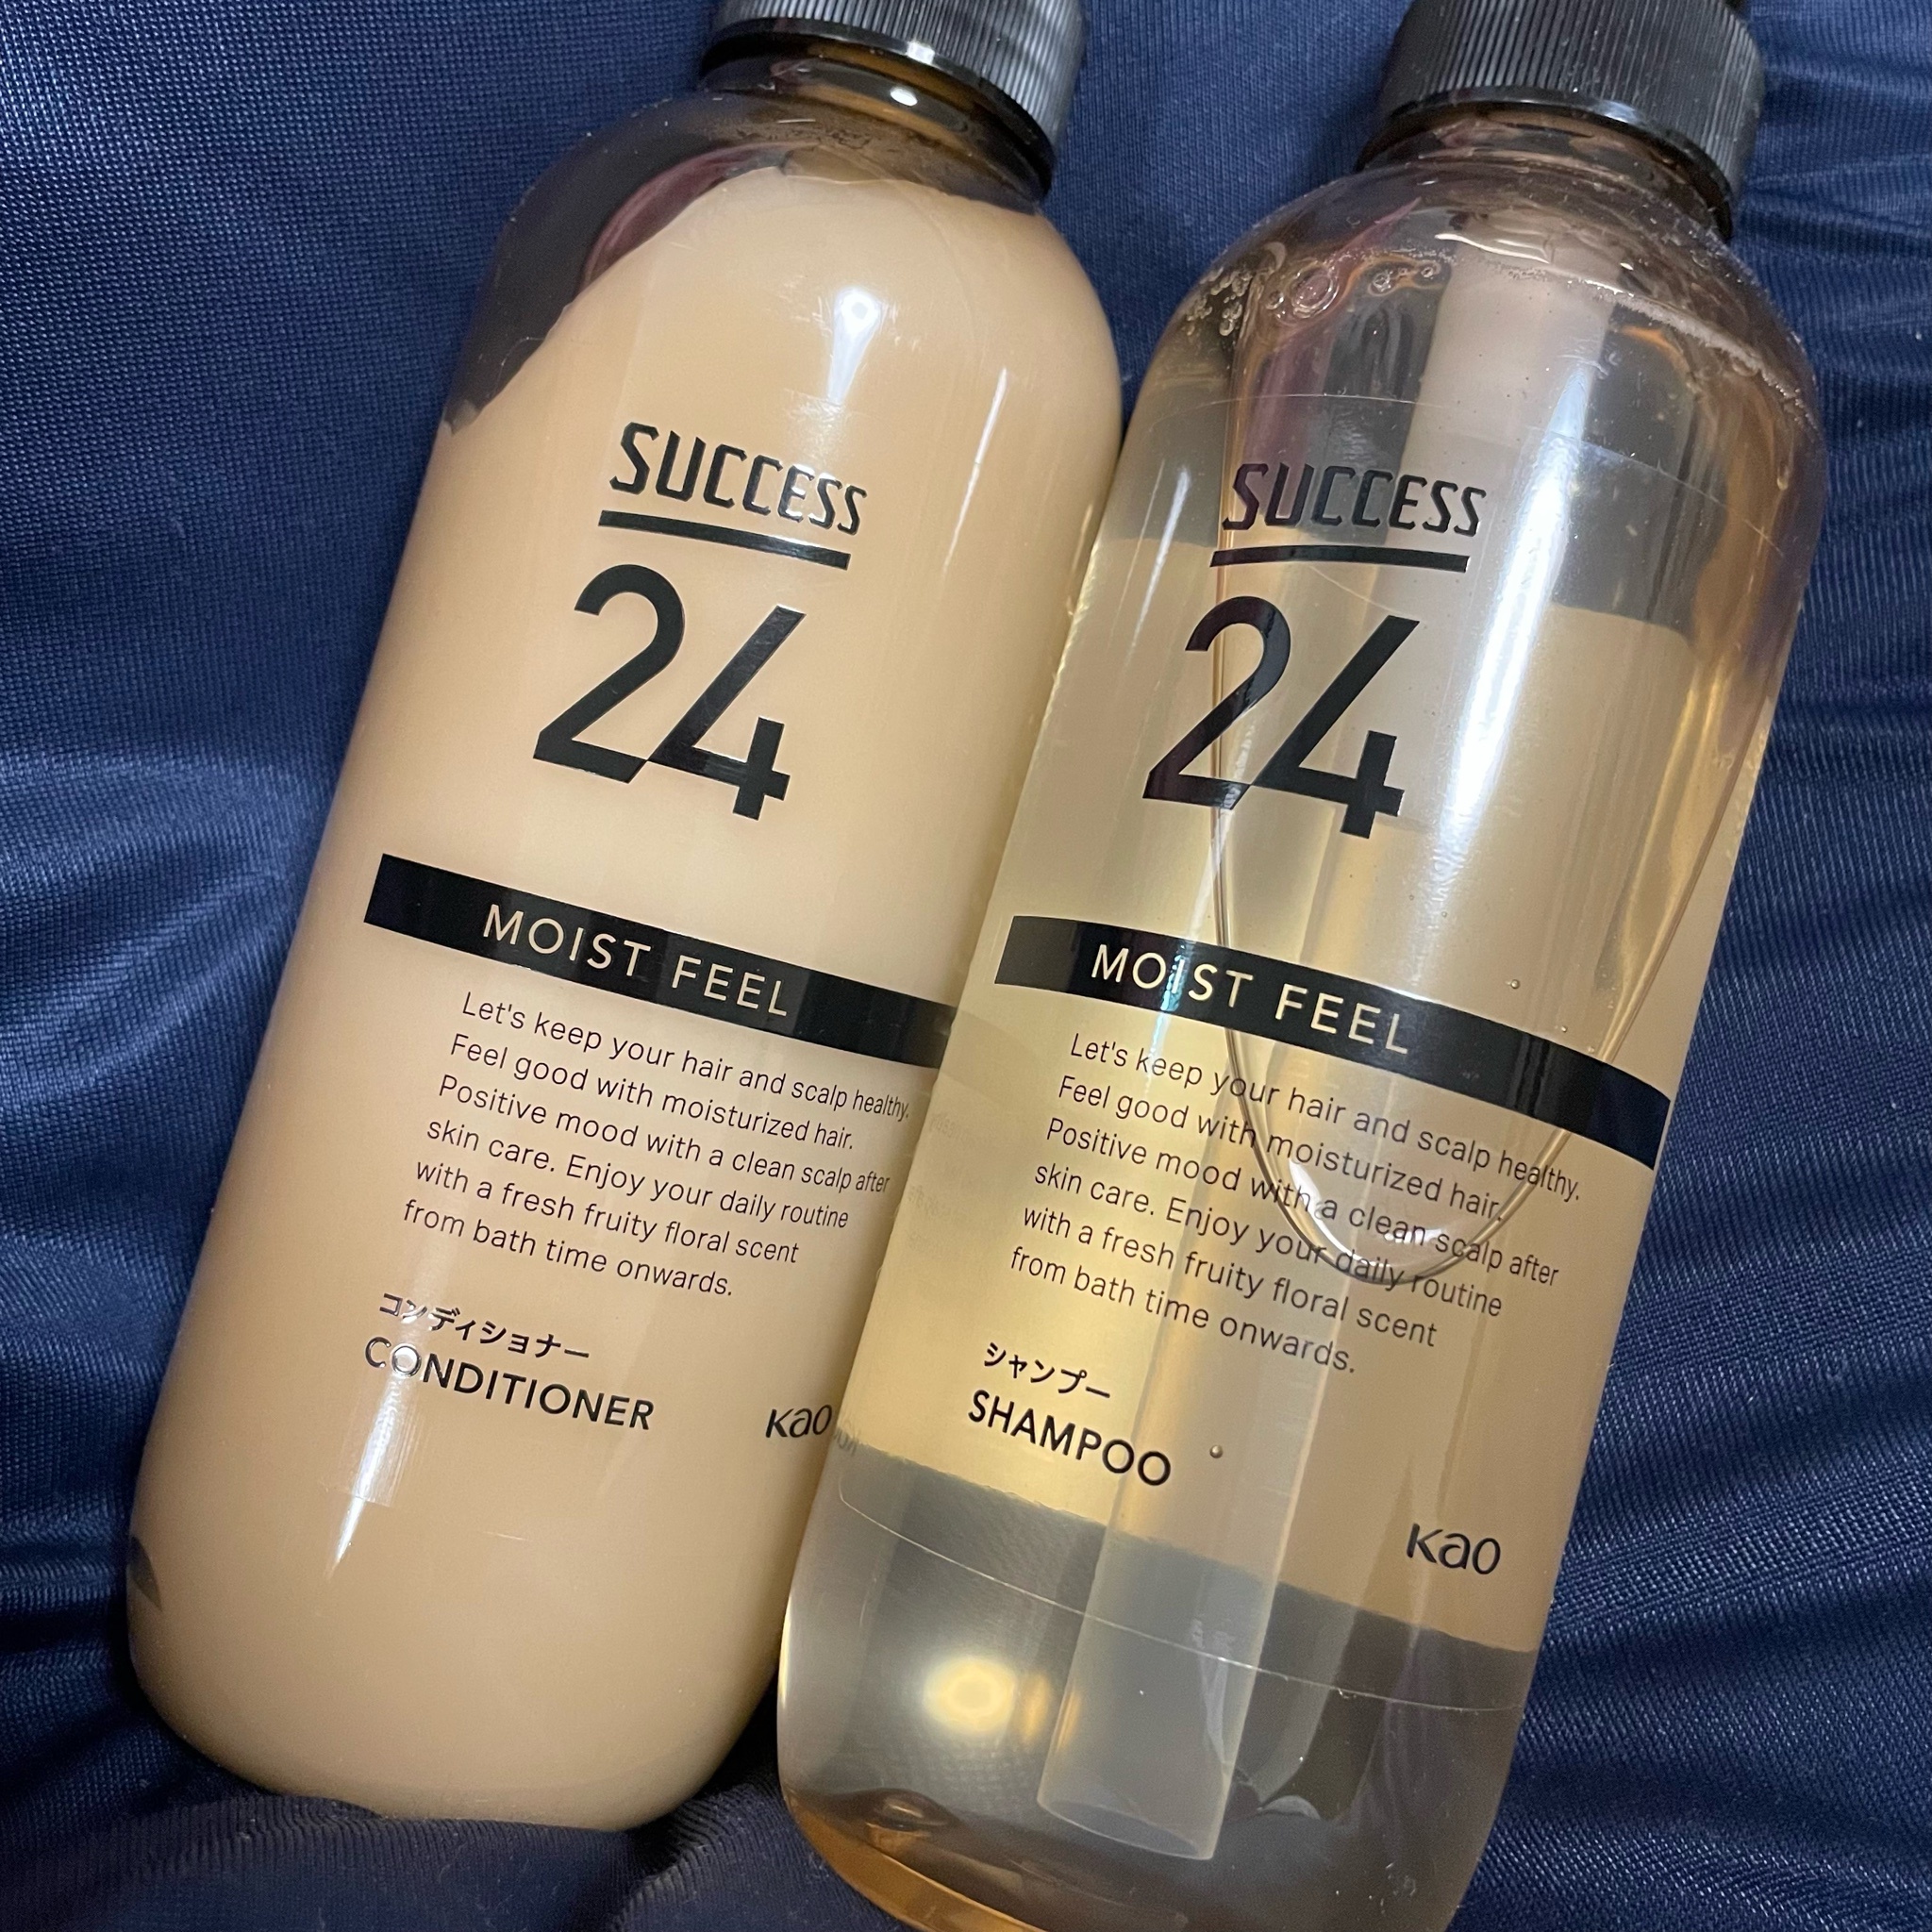 SUCCESS
24
MOIST FEEL
Let's keep your hair and scalp healthy.
Feel good with moisturized hair.
Positive mood with a clean scalp after
skin care. Enjoy your daily routine
with a fresh fruity floral scent
from bath time onwards.
コンディショナー
CONDITIONER
Kao
SUCCESS
24
MOIST FEEL
Let's keep your hair and scalp healthy.
Feel good with moisturized hair.
Positive mood with a clean scalp after
skin care. Enjoy your daily routine
with a fresh fruity floral scent
from bath time onwards.
シャンプー
SHAMPOO
Kao